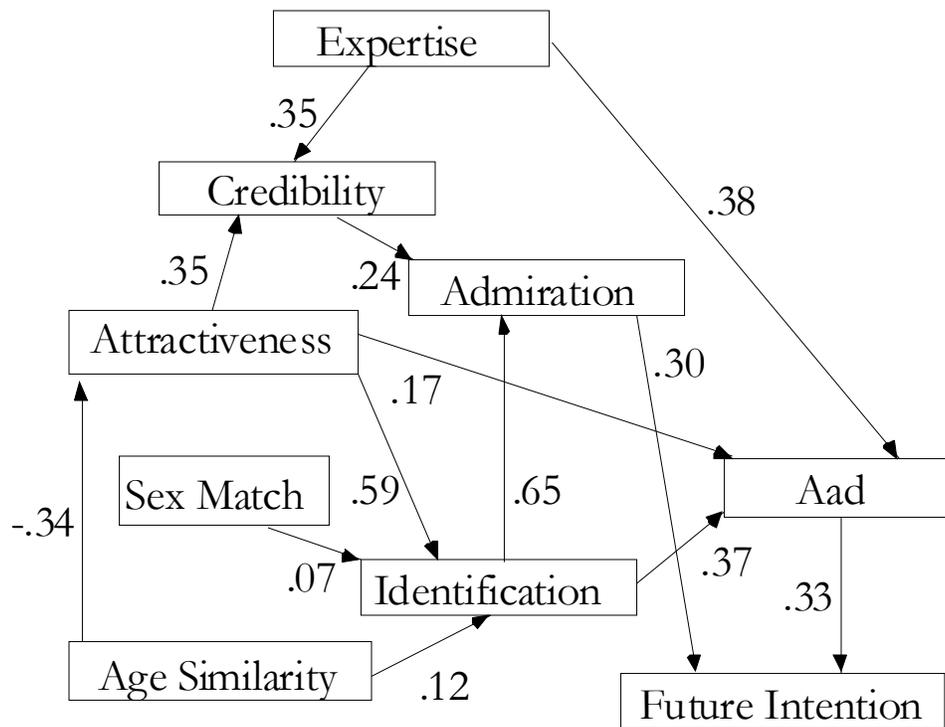 Expertise
.35
Credibility
.38
.35
.24
Admiration
Attractiveness
.30
.17
Sex Match
.59
.65
Aad
-.34
.07
Identification
.37
.33
Age Similarity
.12
Future Intention